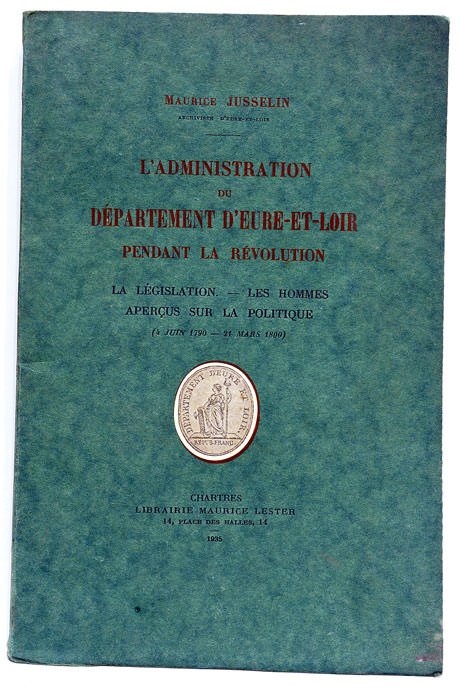 MAURICE JUSSELIN
ARCHIVISTE D'EURE-ET-LOIR
L'ADMINISTRATION
DU
DÉPARTEMENT D'EURE-ET-LOIR
PENDANT LA RÉVOLUTION
LA LÉGISLATION. — LES HOMMES
APERÇUS SUR LA POLITIQUE
(4 JUIN 1790 — 21 MARS 1800)
DÉPARTEMENT D'EURE ET LOIR.
RÉPUB. FRANÇ.
CHARTRES
LIBRAIRIE MAURICE LESTER
14, PLACE DES HALLES, 14
1935